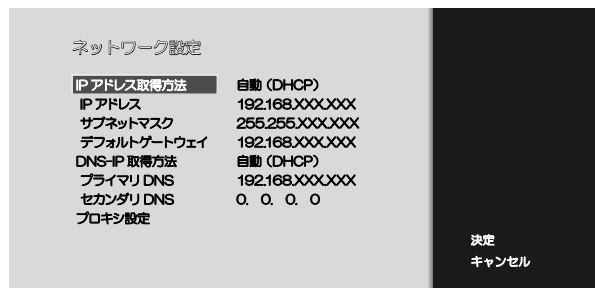 ネットワーク設定
IP アドレス取得方法 自動（DHCP）
IP アドレス 192.168.XXX.XXX
サブネットマスク 255.255.XXX.XXX
デフォルトゲートウェイ 192.168.XXX.XXX
DNS-IP 取得方法 自動（DHCP）
プライマリ DNS 192.168.XXX.XXX
セカンダリ DNS 0. 0. 0. 0
プロキシ設定
決定
キャンセル